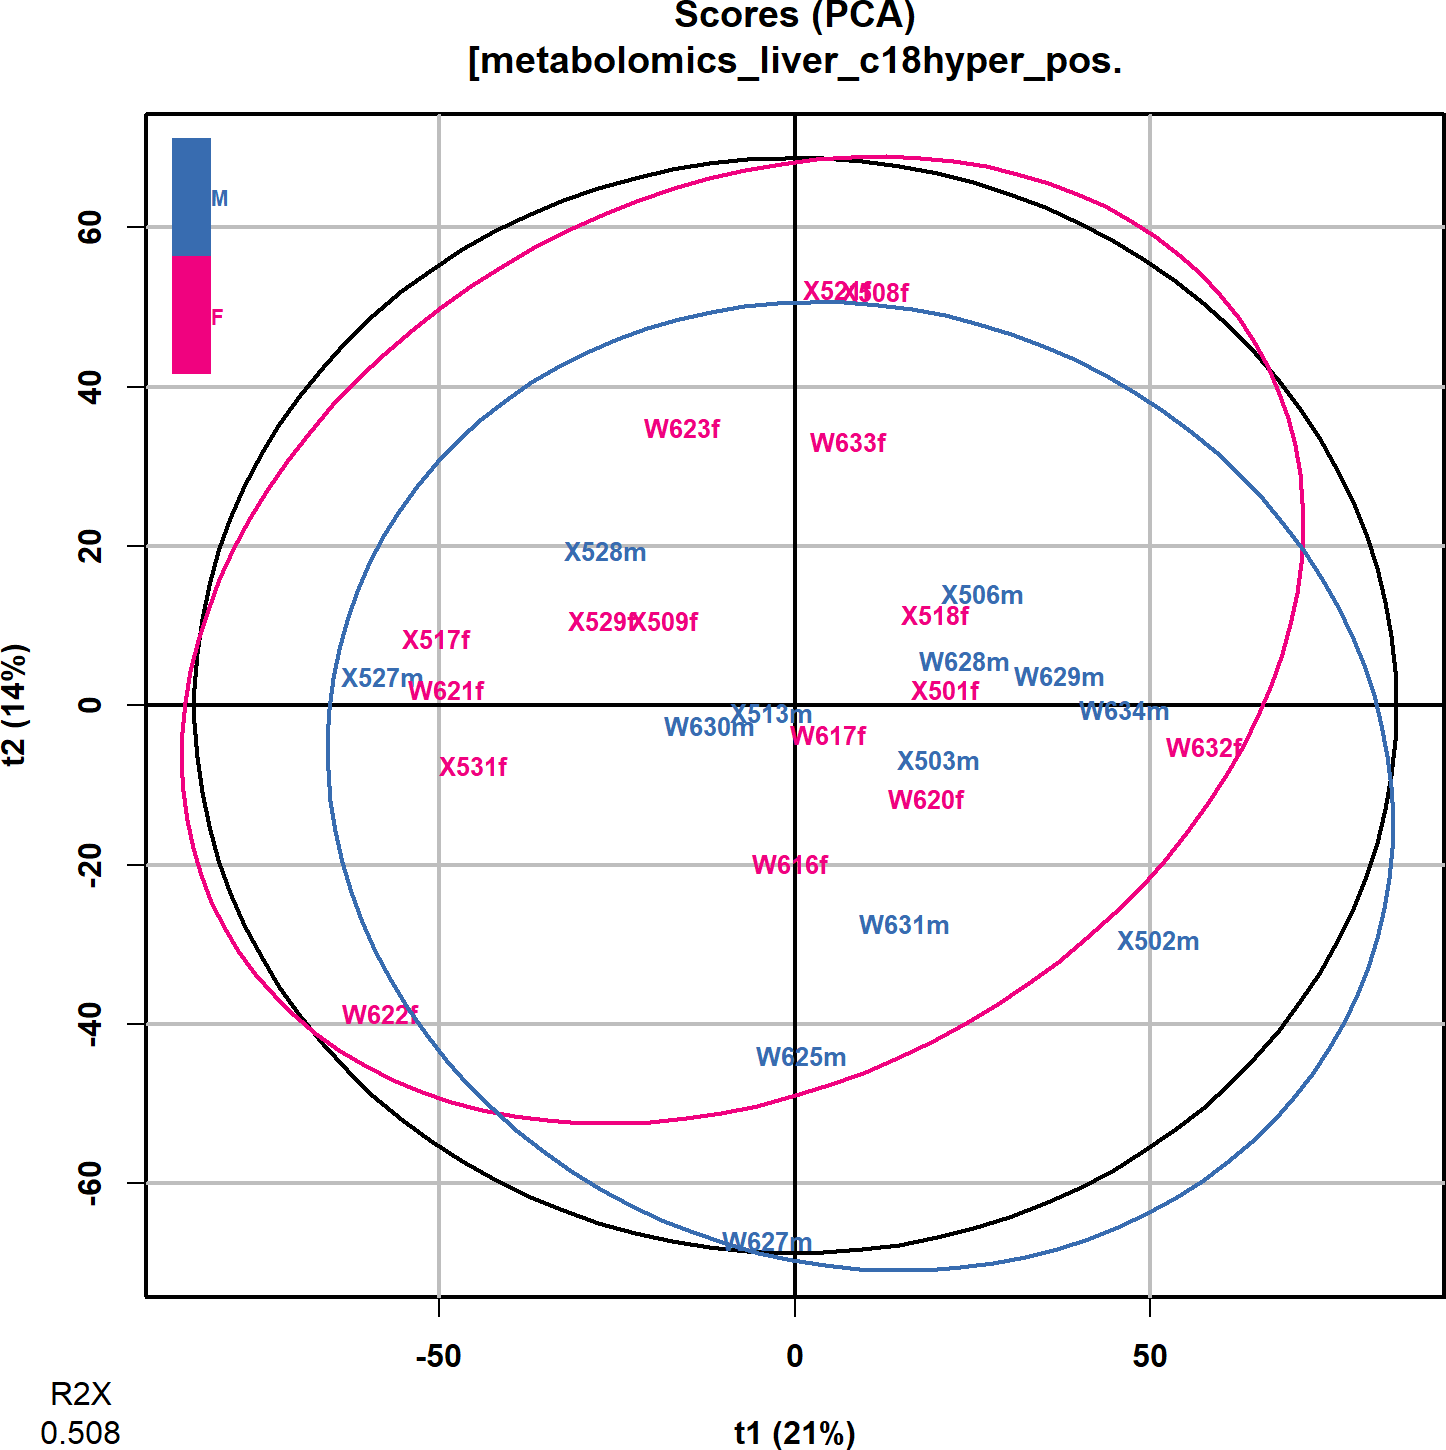 Scores (PCA)
[metabolomics_liver_c18hyper_pos.
M
F
X521f X508f
W623f
W633f
X528m
X506m
X529f X509f
X518f
X517f
W628m
X527m
W629m
W621f
X501f
X513m
W634m
W630m
W617f
W632f
X503m
X531f
W620f
W616f
W631m
X502m
W622f
W625m
W627m
60
40
20
0
-20
-40
-60
t2 (14%)
-50
0
50
t1 (21%)
R2X
0.508